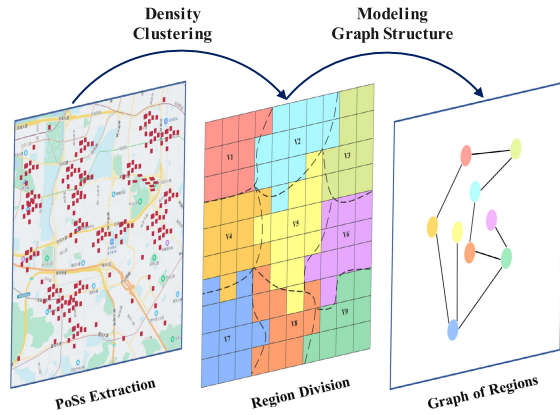 Density
Clustering
Modeling
Graph Structure
V1
V2
V3
V4
V5
V6
V7
V8
V9
PoSs Extraction
Region Division
Graph of Regions